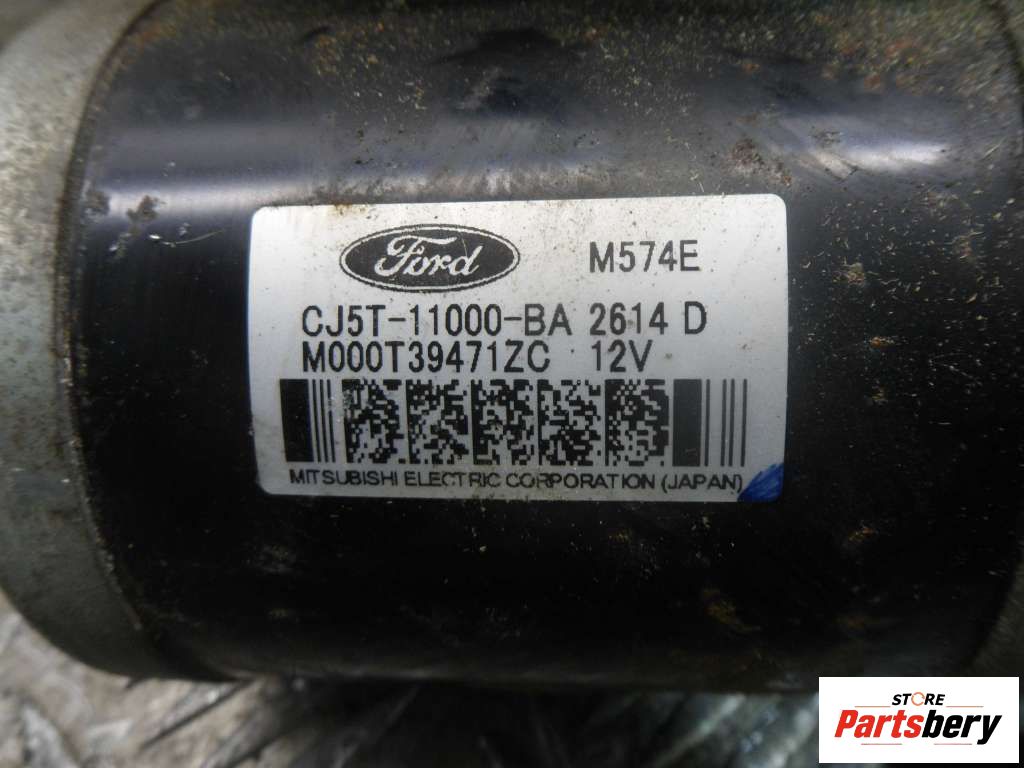 Ford M574E
CJ5T-11000-BA 2614 D
M000T39471ZC 12V
MITSUBISHI ELECTRIC CORPORATION (JAPAN)
STORE
Partsbery